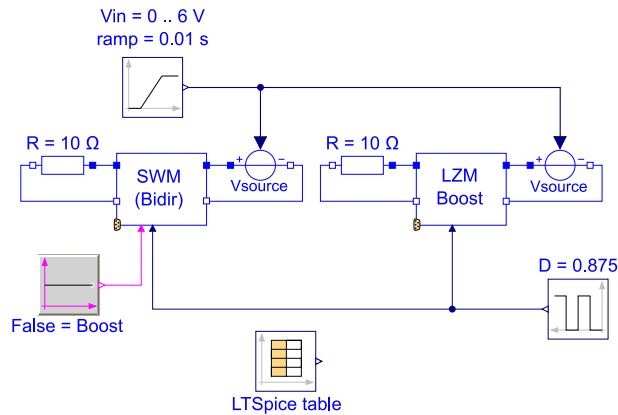 Vin = 0 .. 6 V
ramp = 0.01 s
R = 10 Ω
R = 10 Ω
+
-
+
-
SWM
(Bidir)
Vsource
LZM
Boost
Vsource
D = 0.875
False = Boost
LTSpice table